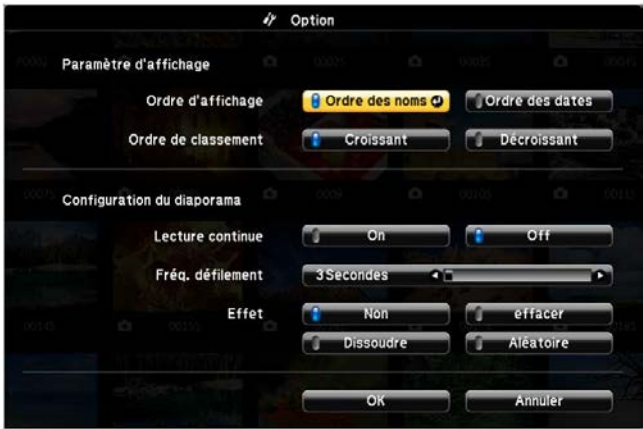 Option
Paramètre d'affichage
Ordre d'affichage Ordre des noms Ordre des dates
Ordre de classement Croissant Décroissant
Configuration du diaporama
Lecture continue On Off
Fréq. défilement 3Secondes
Effet Non effacer
Dissoudre Aléatoire
OK Annuler